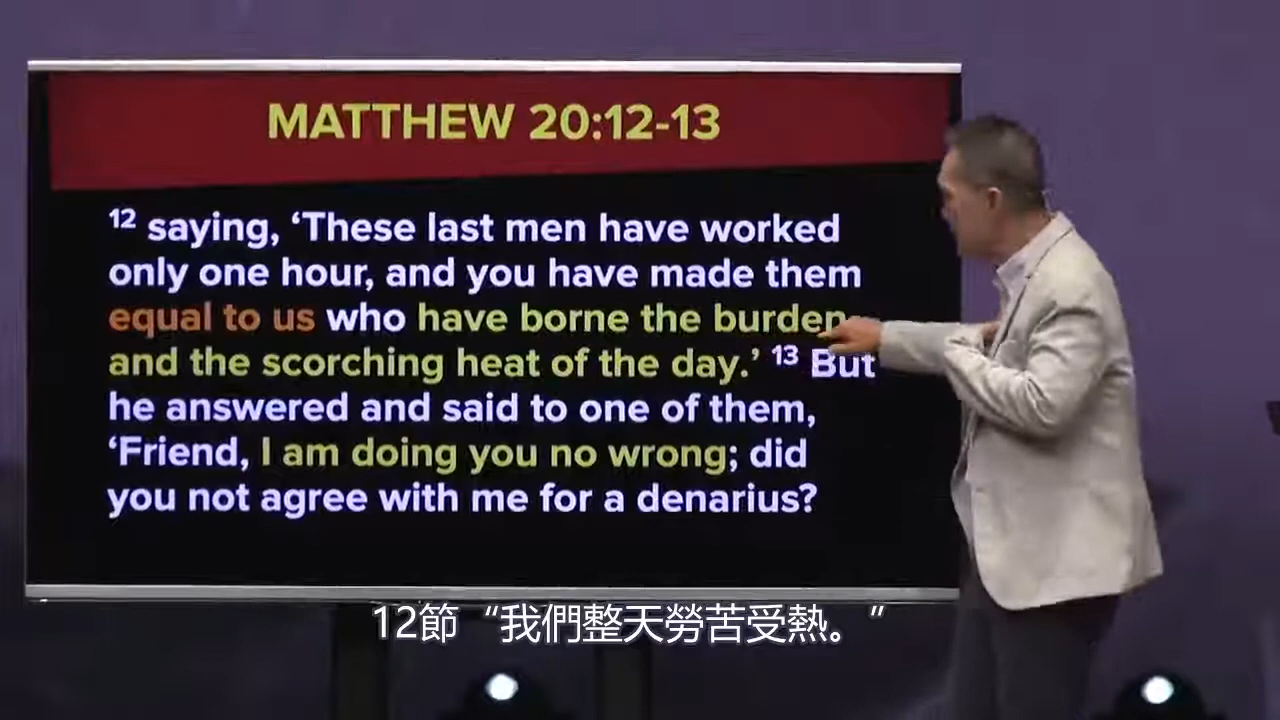 MATTHEW 20:12-13
12 saying, ‘These last men have worked
only one hour, and you have made them
equal to us who have borne the burden
and the scorching heat of the day.’ 13 But
he answered and said to one of them,
‘Friend, I am doing you no wrong; did
you not agree with me for a denarius?
12節“我們整天勞苦受熱。”